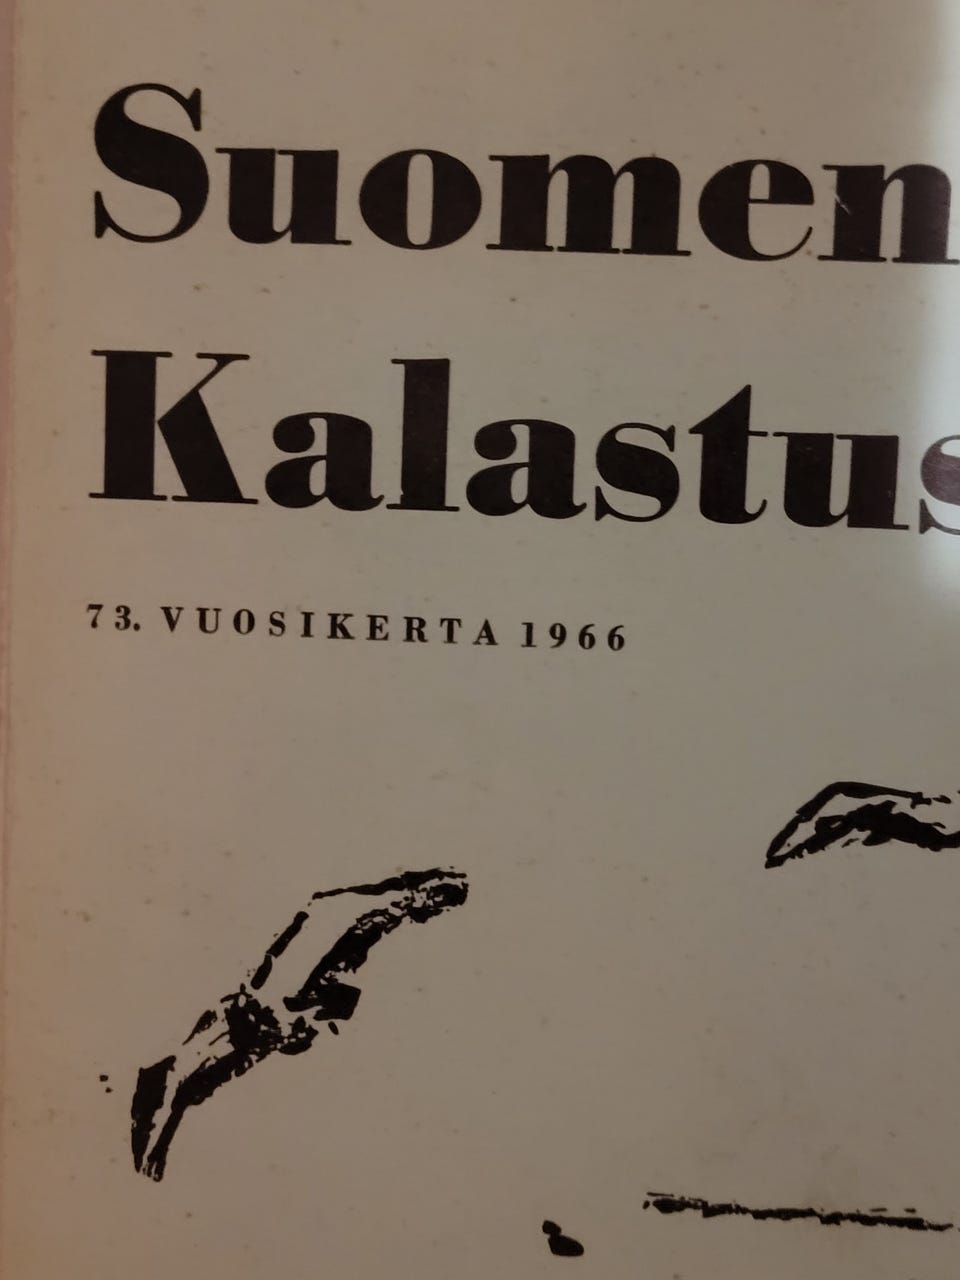 Suomen
Kalastus
73. VUOSIKERTA 1966